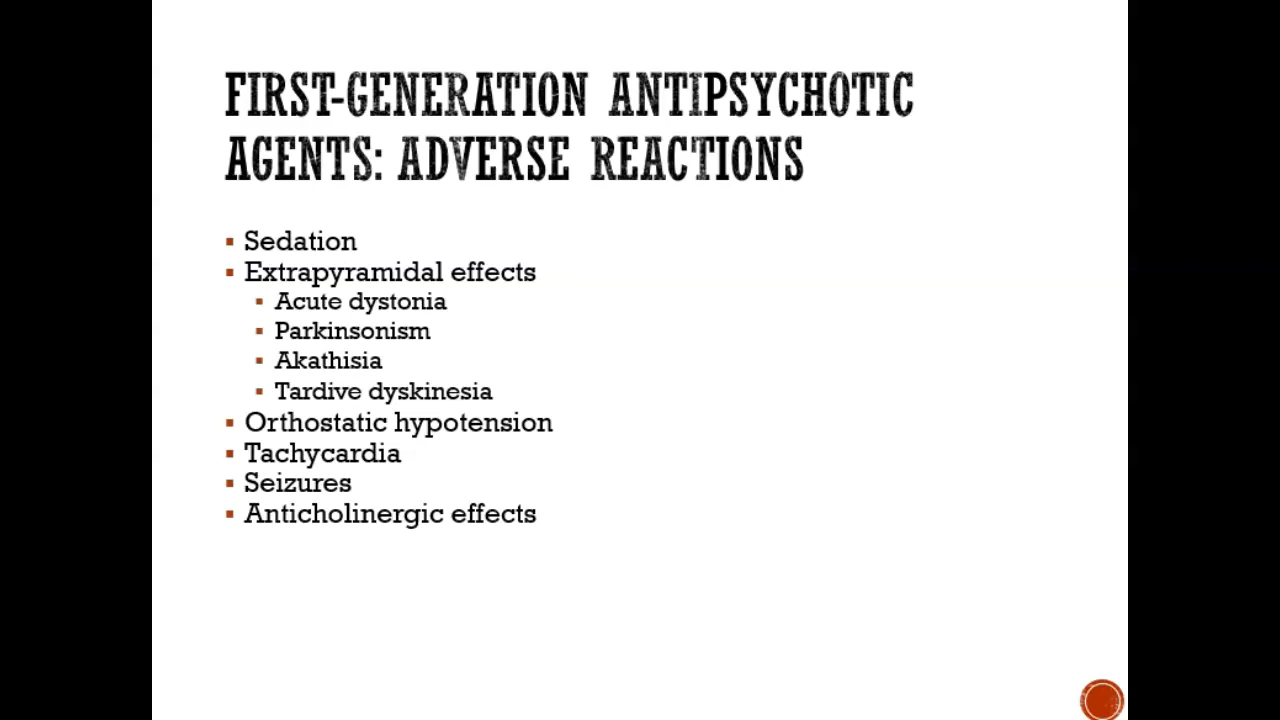 FIRST-GENERATION ANTIPSYCHOTIC
AGENTS: ADVERSE REACTIONS
▪ Sedation
▪ Extrapyramidal effects
▪ Acute dystonia
▪ Parkinsonism
▪ Akathisia
▪ Tardive dyskinesia
▪ Orthostatic hypotension
▪ Tachycardia
▪ Seizures
▪ Anticholinergic effects